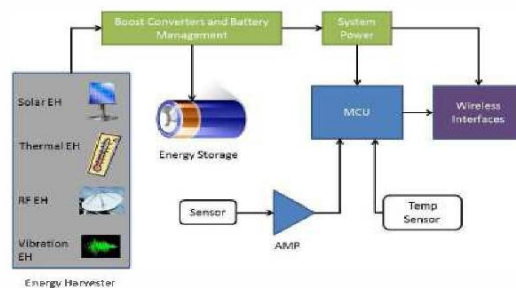 Boost Converters and Battery
Management
System
Power
Solar EH
Thermal EH
RF EH
Vibration
EH
Energy Harvester
Energy Storage
MCU
Wireless
Interfaces
Sensor
AMP
Temp
Sensor